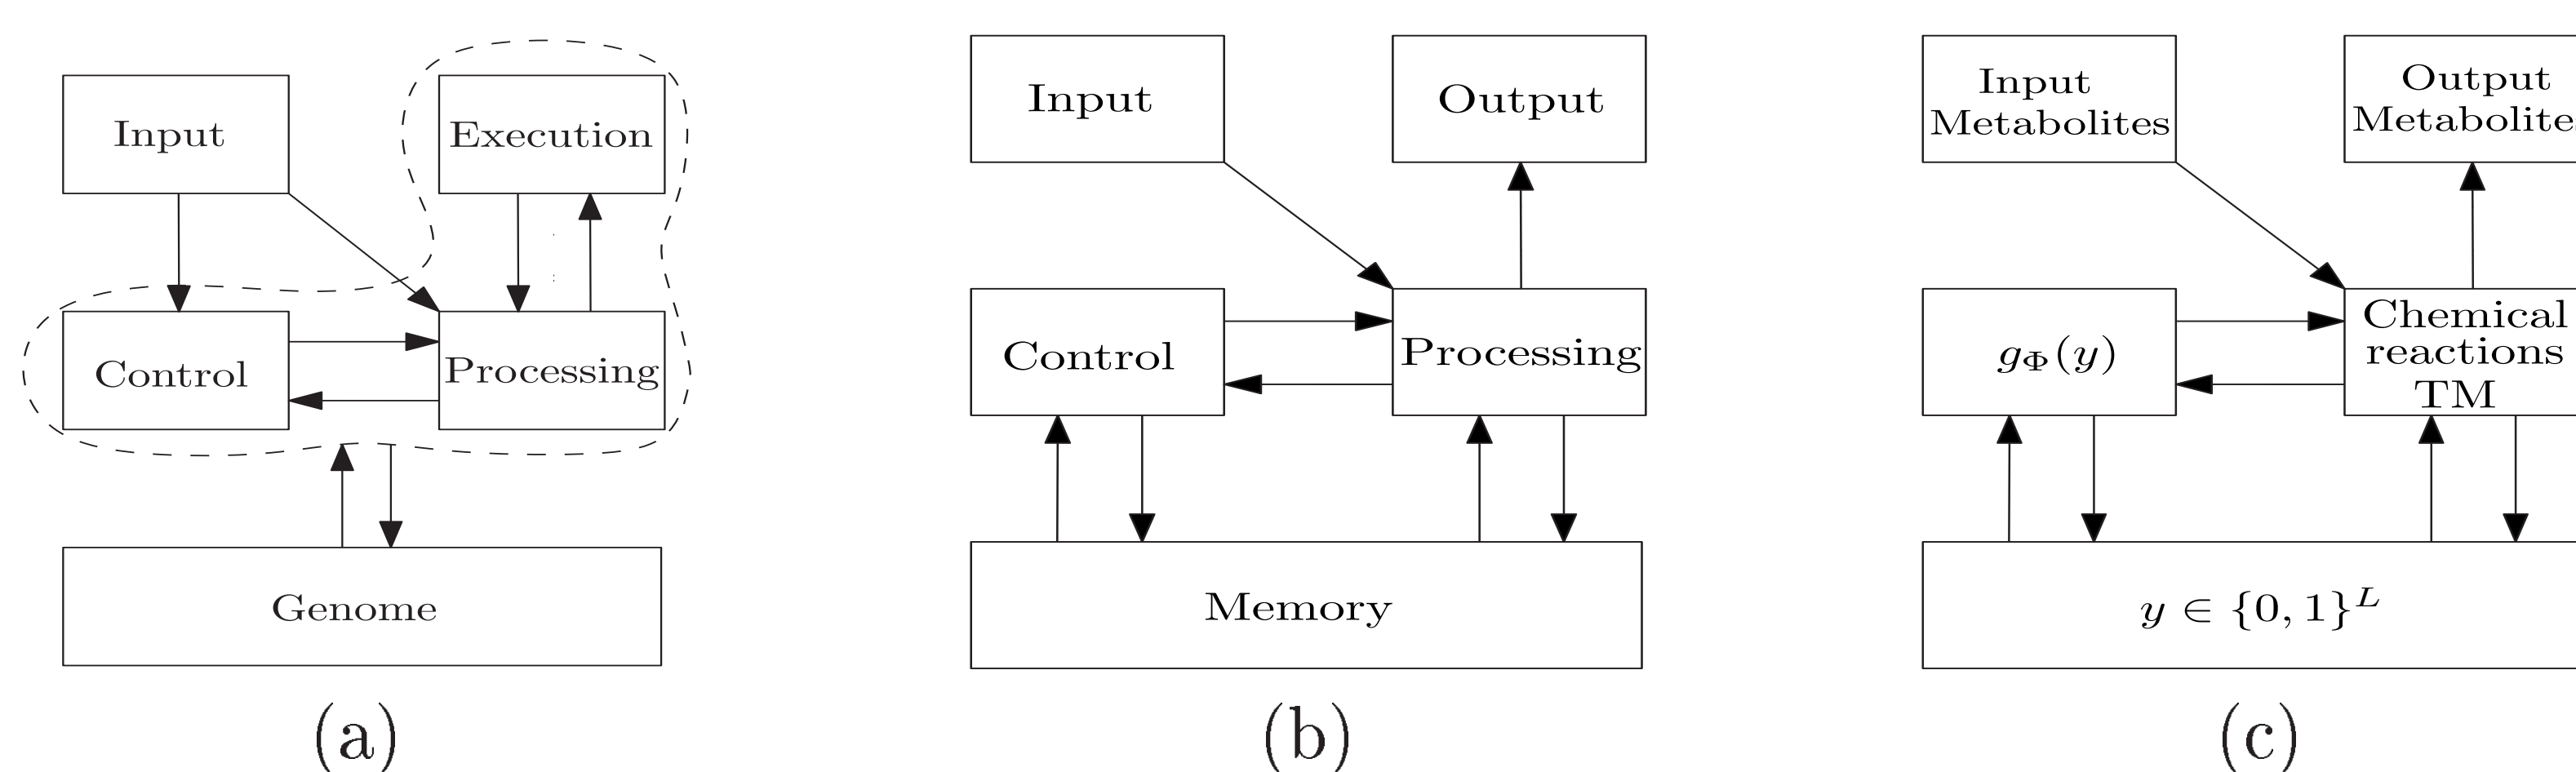 Input
Execution
Control
Processing
Genome
(a)
Input
Output
Control
Processing
Memory
(b)
Input
Metabolites
Output
Metabolite
g_Φ(y)
Chemical
reactions
TM
y ∈ {0, 1}^L
(c)